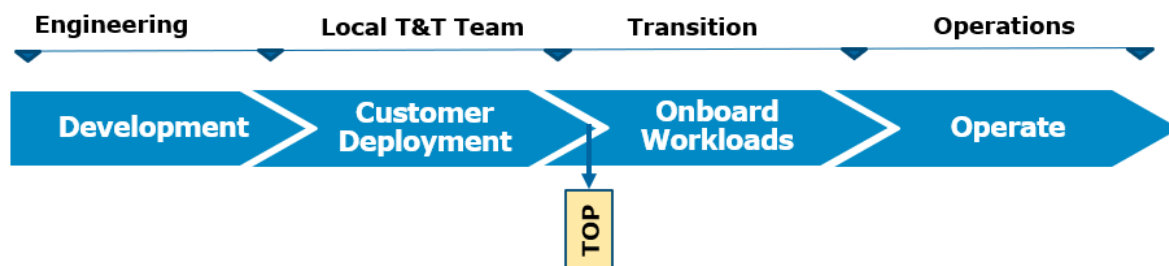 Engineering
Local T&T Team
Transition
Operations
Development
Customer
Deployment
Onboard
Workloads
Operate
TOP